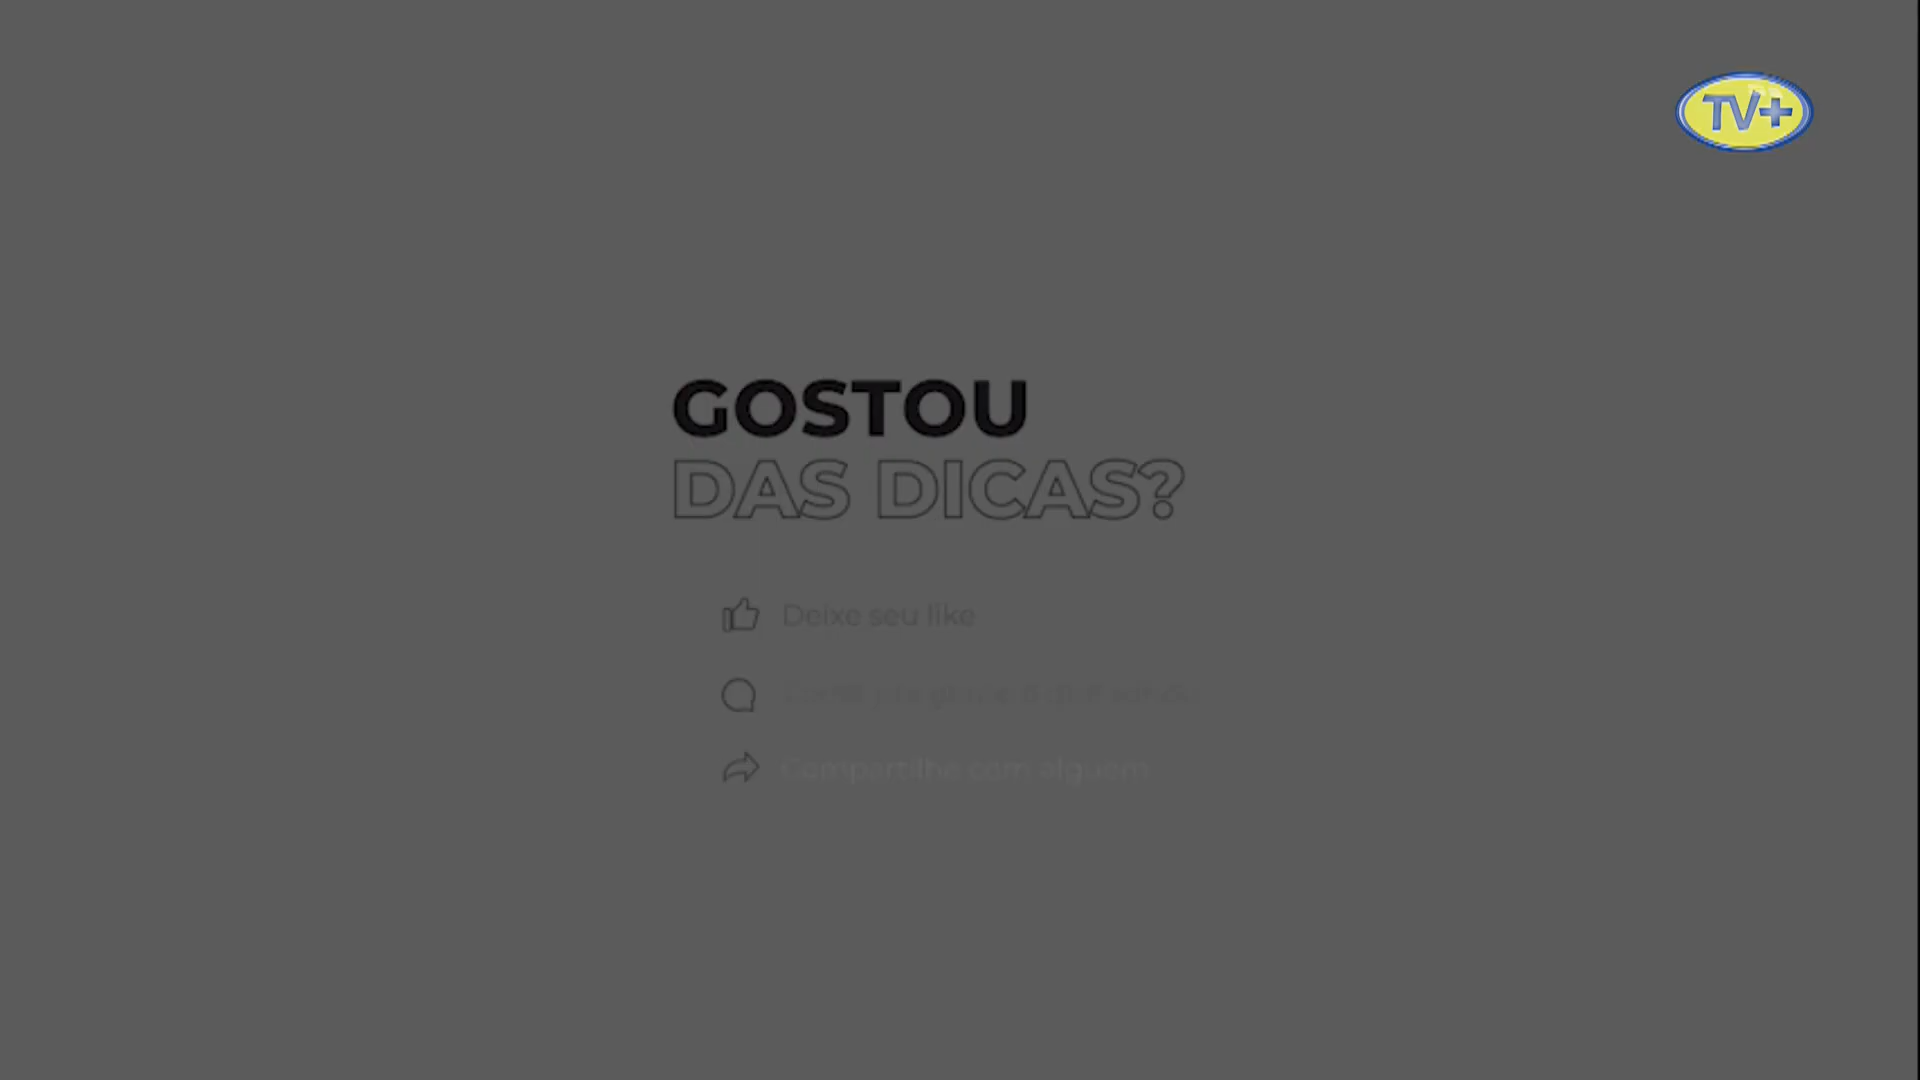 TV+
GOSTOU
DAS DICAS?
Deixe seu like
Compartilhe com alguém